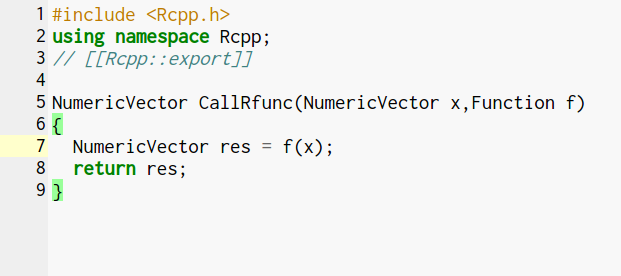 1 #include <Rcpp.h>
2 using namespace Rcpp;
3 // [[Rcpp::export]]
4
5 NumericVector CallRfunc(NumericVector x,Function f)
6 {
7   NumericVector res = f(x);
8   return res;
9 }